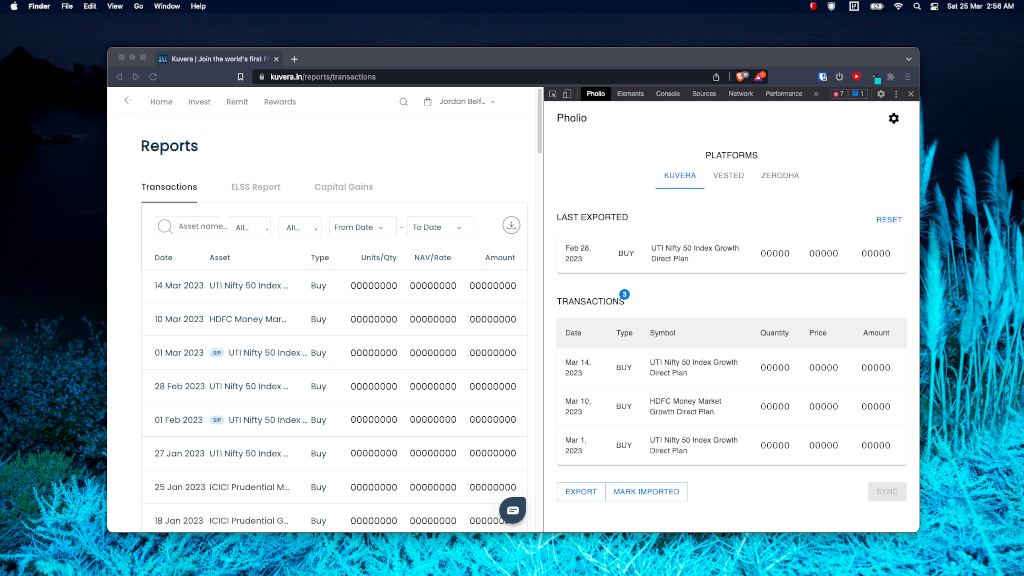 Finder File Edit View Go Window Help
Sat 25 Mar 2:56 AM
Kuvera | Join the world's first F
kuvera.in/reports/transactions
Home Invest Remit Rewards
Jordan Belf...
Reports
Transactions ELSS Report Capital Gains
Asset name... All... All... From Date – To Date
Date Asset Type Units/Qty NAV/Rate Amount
14 Mar 2023 UTI Nifty 50 Index ... Buy 00000000 00000000 00000000
10 Mar 2023 HDFC Money Mar... Buy 00000000 00000000 00000000
01 Mar 2023 SIP UTI Nifty 50 Index ... Buy 00000000 00000000 00000000
28 Feb 2023 UTI Nifty 50 Index ... Buy 00000000 00000000 00000000
01 Feb 2023 SIP UTI Nifty 50 Index ... Buy 00000000 00000000 00000000
27 Jan 2023 UTI Nifty 50 Index ... Buy 00000000 00000000 00000000
25 Jan 2023 ICICI Prudential M... Buy 00000000 00000000 00000000
18 Jan 2023 ICICI Prudential G... Buy 00000000 00000000
Pholio Elements Console Sources Network Performance » 7 1
Pholio
PLATFORMS
KUVERA VESTED ZERODHA
LAST EXPORTED
RESET
Feb 28, 2023 BUY UTI Nifty 50 Index Growth Direct Plan 00000 00000 00000
TRANSACTIONS 3
Date Type Symbol Quantity Price Amount
Mar 14, 2023 BUY UTI Nifty 50 Index Growth Direct Plan 00000 00000 00000
Mar 10, 2023 BUY HDFC Money Market Growth Direct Plan 00000 00000 00000
Mar 1, 2023 BUY UTI Nifty 50 Index Growth Direct Plan 00000 00000 00000
EXPORT MARK IMPORTED SYNC